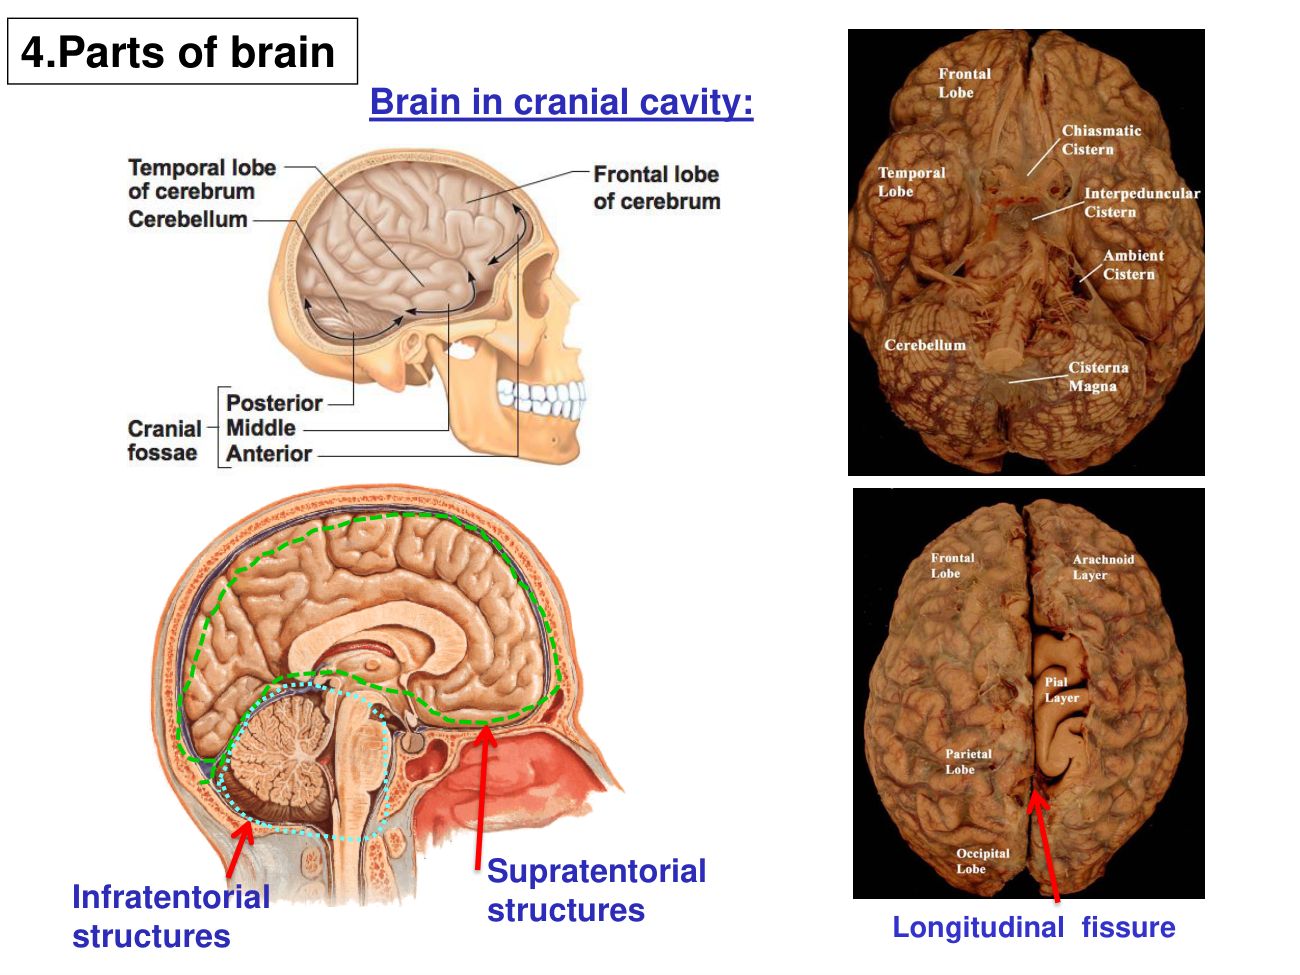 4.Parts of brain
Brain in cranial cavity:
Temporal lobe
of cerebrum
Cerebellum
Frontal lobe
of cerebrum
Cranial
fossae
Posterior
Middle
Anterior
Frontal
Lobe
Chiasmatic
Cistern
Temporal
Lobe
Interpeduncular
Cistern
Ambient
Cistern
Cerebellum
Cisterna
Magna
Infratentorial
structures
Supratentorial
structures
Frontal
Lobe
Arachnoid
Layer
Pial
Layer
Parietal
Lobe
Occipital
Lobe
Longitudinal  fissure